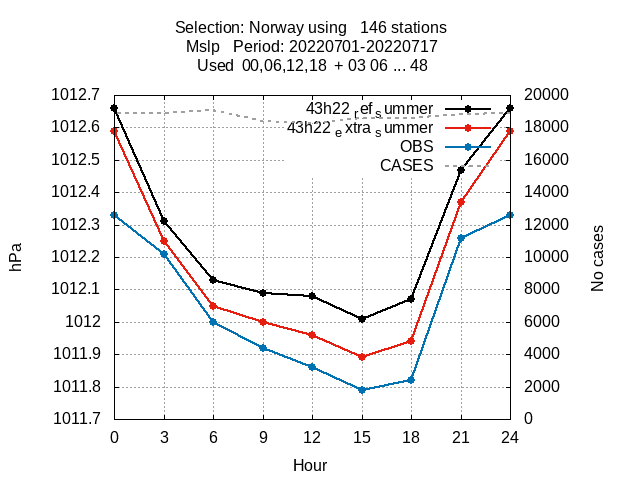 Selection: Norway using 146 stations
Mslp Period: 20220701-20220717
Used 00,06,12,18 + 03 06 ... 48
1012.7
1012.6
1012.5
1012.4
1012.3
1012.2
1012.1
1012
1011.9
1011.8
1011.7
hPa
43h22_ref_summer
43h22_extra_summer
OBS
CASES
20000
18000
16000
14000
12000
10000
8000
6000
4000
2000
0
No cases
0 3 6 9 12 15 18 21 24
Hour